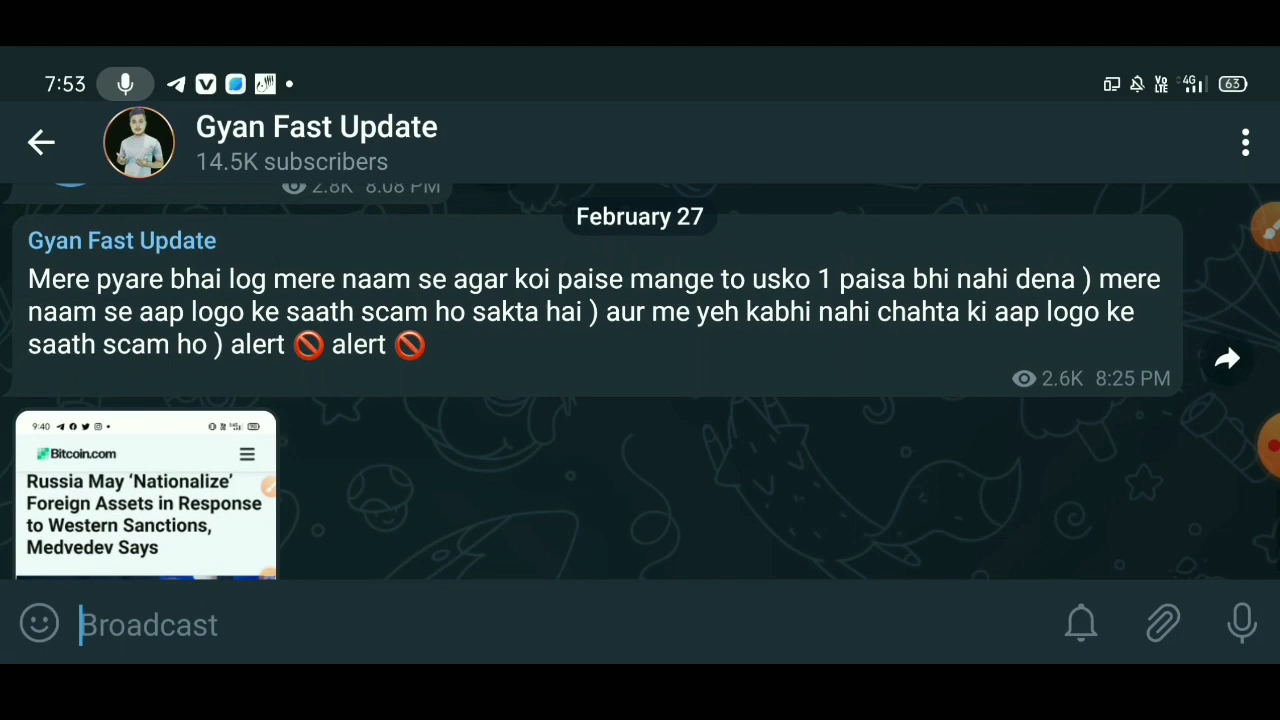 7:53
Vo LTE 4G 63
Gyan Fast Update
14.5K subscribers
2.8K 8:08 PM
February 27
Gyan Fast Update
Mere pyare bhai log mere naam se agar koi paise mange to usko 1 paisa bhi nahi dena ) mere
naam se aap logo ke saath scam ho sakta hai ) aur me yeh kabhi nahi chahta ki aap logo ke
saath scam ho ) alert 🚫 alert 🚫
2.6K 8:25 PM
9:40
Bitcoin.com
Russia May ‘Nationalize’
Foreign Assets in Response
to Western Sanctions,
Medvedev Says
Broadcast